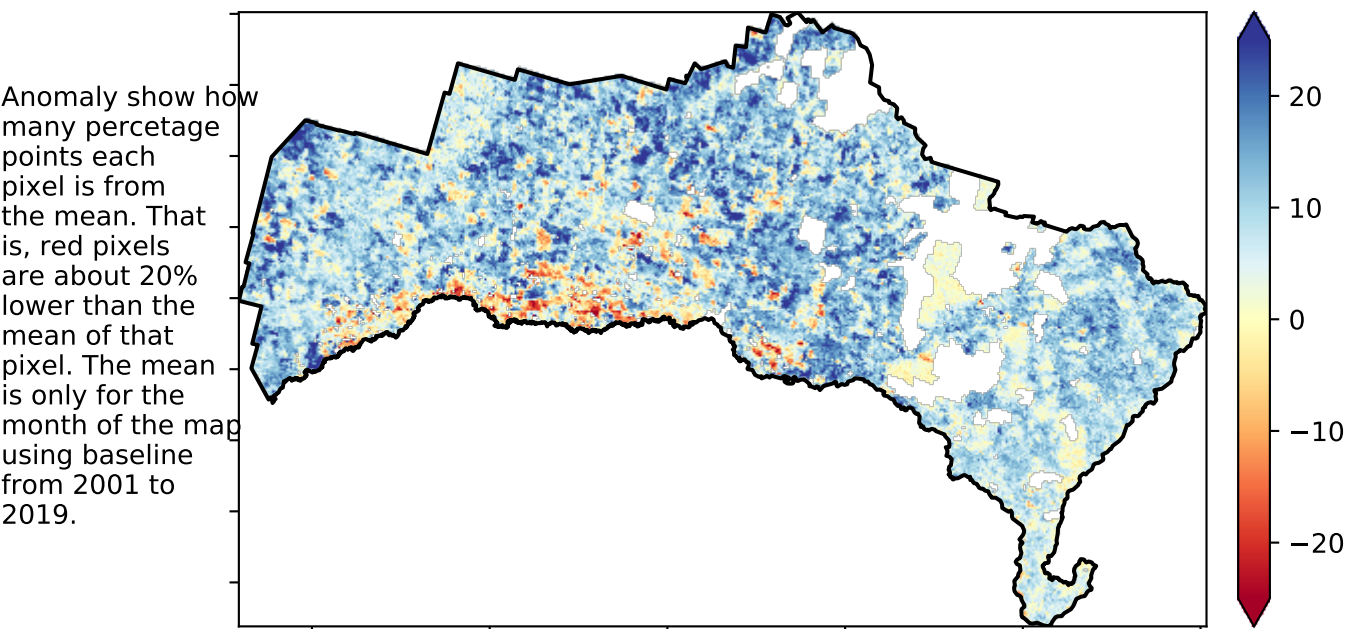 Anomaly show how
many percetage
points each
pixel is from
the mean. That
is, red pixels
are about 20%
lower than the
mean of that
pixel. The mean
is only for the
month of the map
using baseline
from 2001 to
2019.
20
10
0
−10
−20